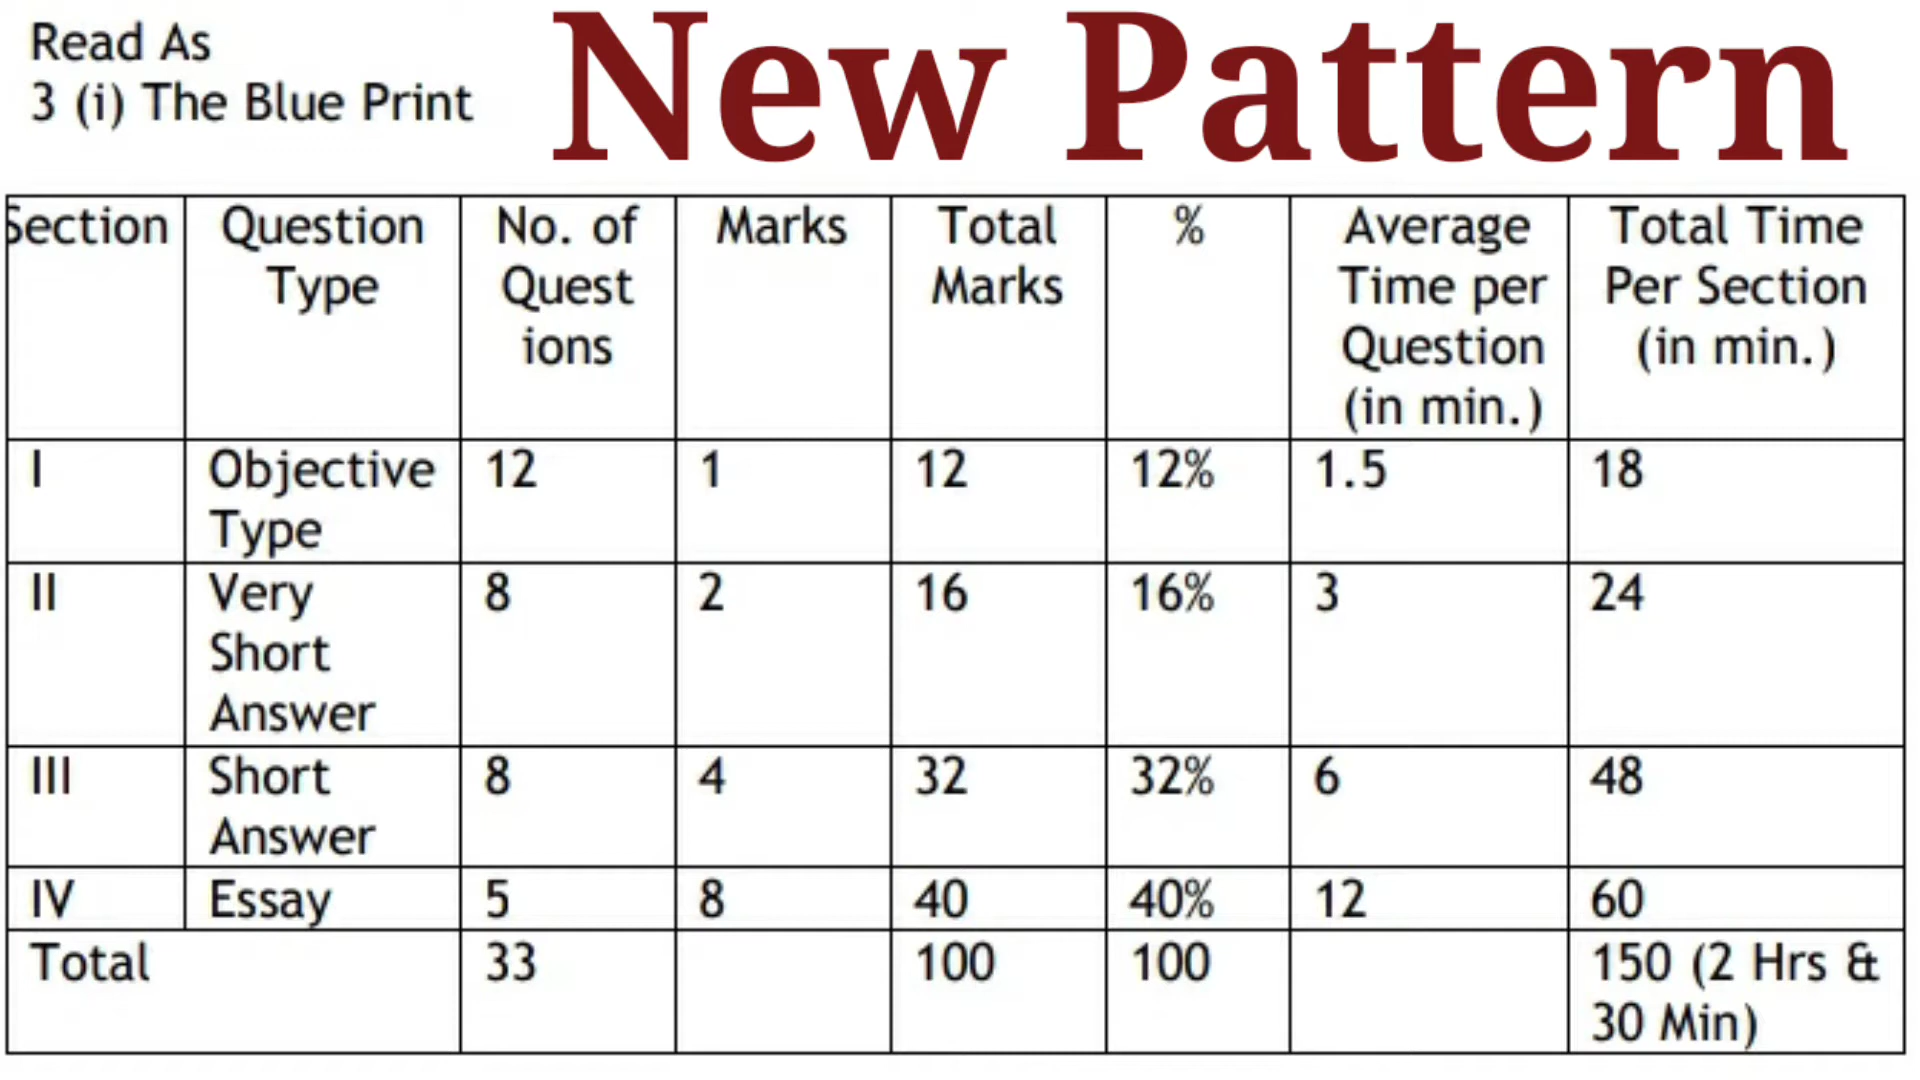 Read As
3 (i) The Blue Print
New Pattern
Section | Question Type | No. of Quest ions | Marks | Total Marks | % | Average Time per Question (in min.) | Total Time Per Section (in min.)
I | Objective Type | 12 | 1 | 12 | 12% | 1.5 | 18
II | Very Short Answer | 8 | 2 | 16 | 16% | 3 | 24
III | Short Answer | 8 | 4 | 32 | 32% | 6 | 48
IV | Essay | 5 | 8 | 40 | 40% | 12 | 60
Total | 33 | | 100 | 100 | | 150 (2 Hrs & 30 Min)